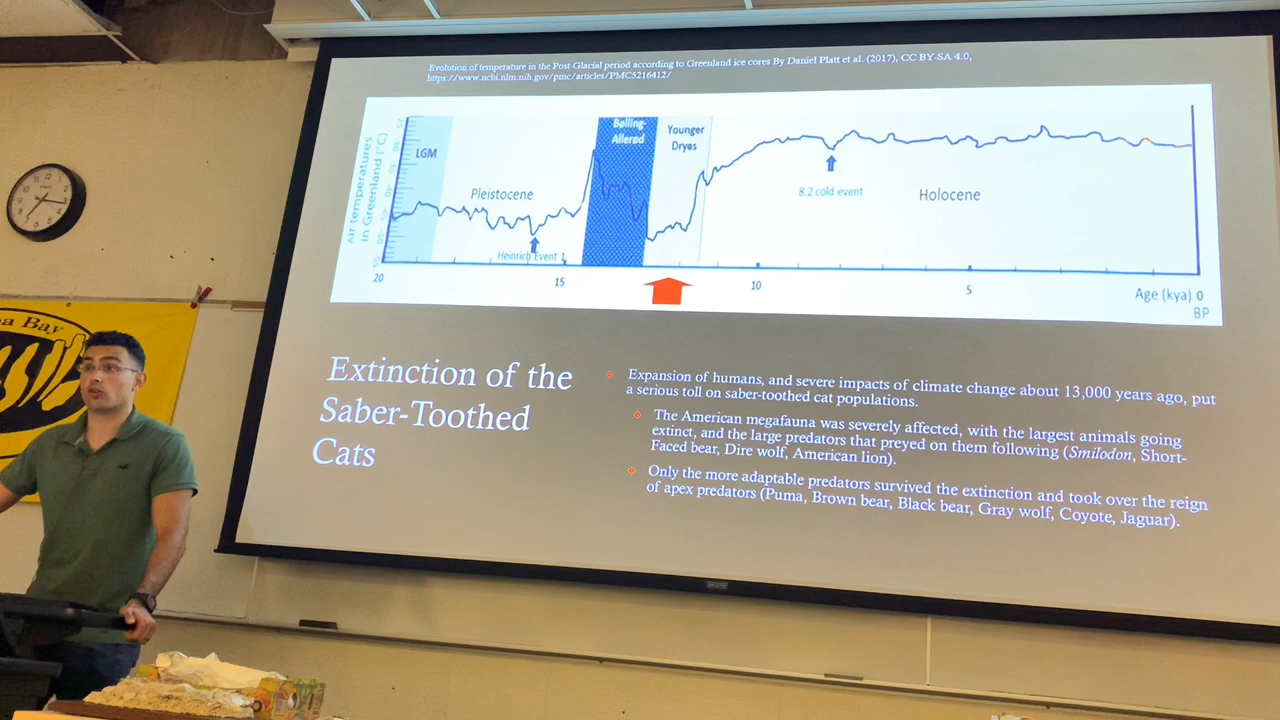 Evolution of temperature in the Post-Glacial period according to Greenland ice cores By Daniel Platt et al. (2017), CC BY-SA 4.0,
https://www.ncbi.nlm.nih.gov/pmc/articles/PMC5216412/
Air temperatures
in Greenland (°C)
LGM
Bølling-
Allerød
Younger
Dryas
Pleistocene
8.2 cold event
Holocene
Heinrich Event 1
20
15
10
5
Age (kya) 0
BP
Extinction of the
Saber-Toothed
Cats
Expansion of humans, and severe impacts of climate change about 13,000 years ago, put
a serious toll on saber-toothed cat populations.
The American megafauna was severely affected, with the largest animals going
extinct, and the large predators that preyed on them following (Smilodon, Short-
Faced bear, Dire wolf, American lion).
Only the more adaptable predators survived the extinction and took over the reign
of apex predators (Puma, Brown bear, Black bear, Gray wolf, Coyote, Jaguar).
Bay